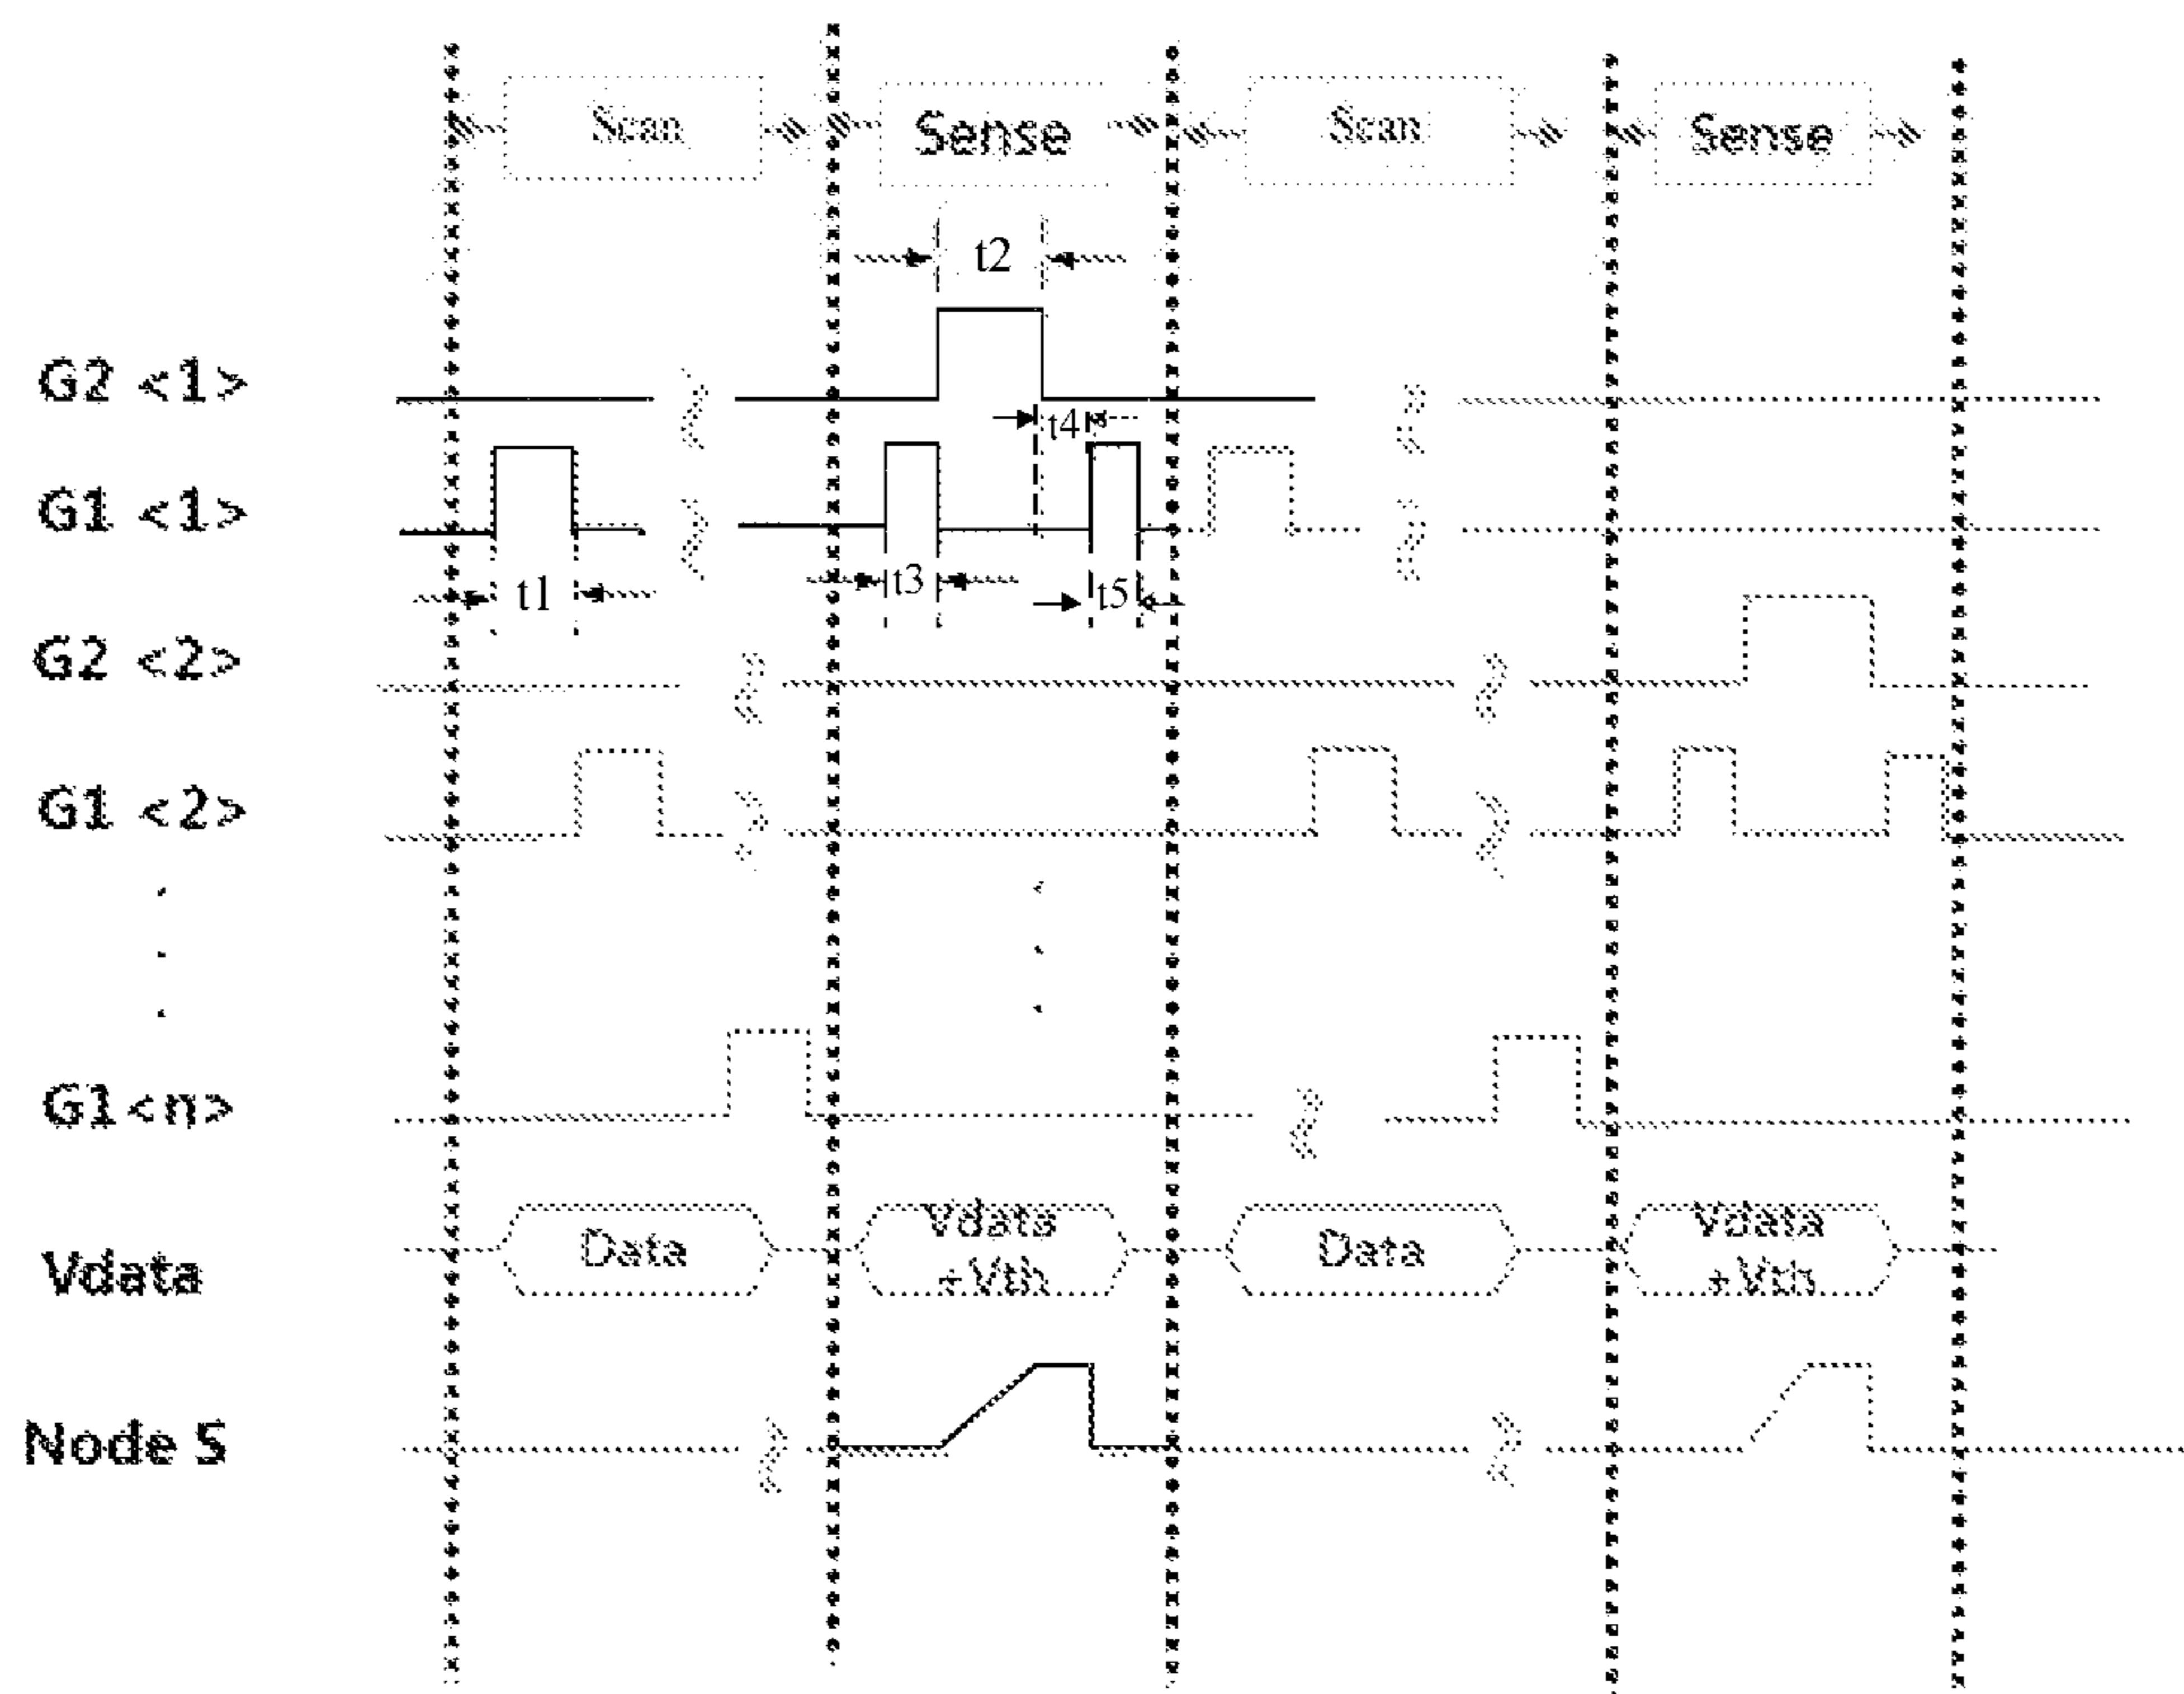 Scan Sense Scan Sense
t2
G2 <1>
t4
G1 <1>
t3
t1 t5
G2 <2>
G1 <2>
G1<n>
Vdata Vdata
Data Data
Vdata +Vth +Vth
Node S